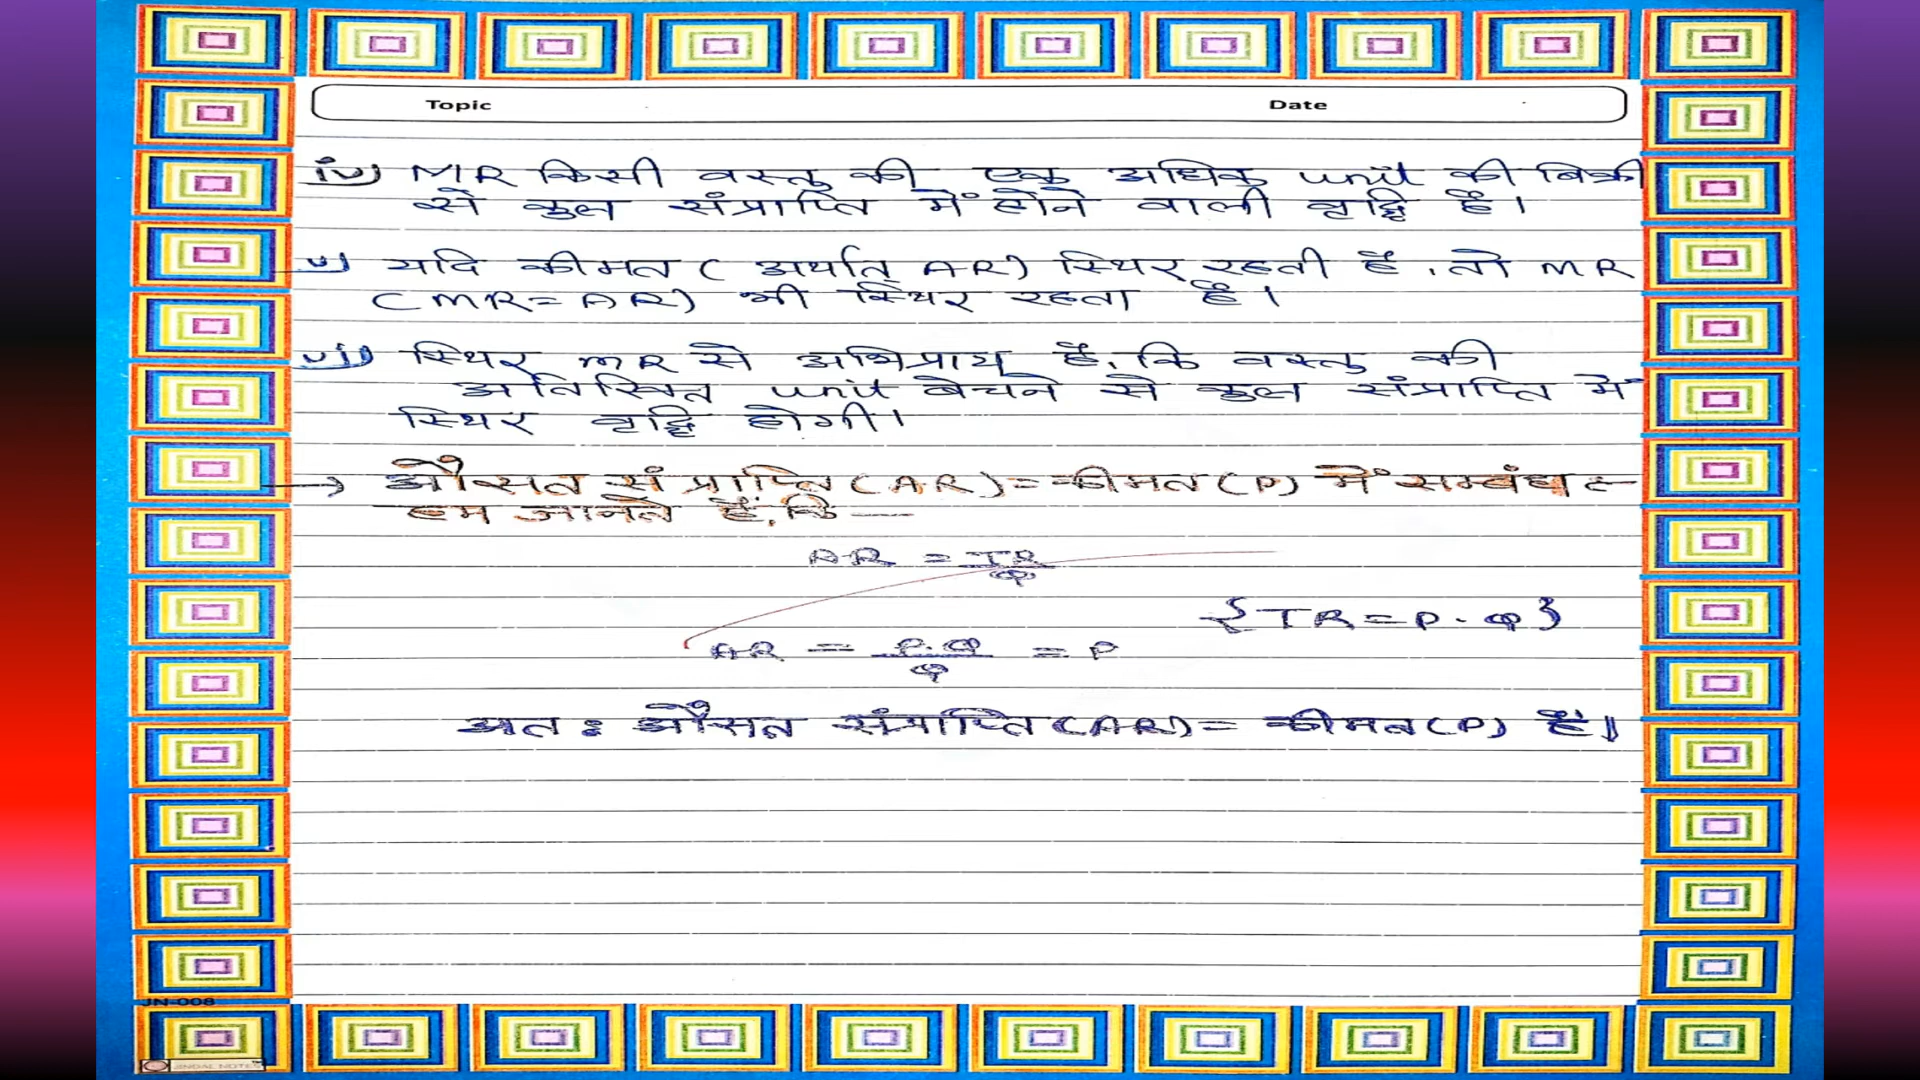 Topic Date
iv) MR किसी वस्तु की एक अधिक unit की बिक्री
से कुल संप्राप्ति में होने वाली वृद्धि है।
v) यदि कीमत ( अर्थात् AR) स्थिर रहती है, तो MR
(MR=AR) भी स्थिर रहता है।
vi) स्थिर MR से अभिप्राय है, कि वस्तु की
अतिरिक्त unit बेचने से कुल संप्राप्ति में
स्थिर वृद्धि होगी।
→ औसत संप्राप्ति (AR) = कीमत (P) में सम्बंध :-
हम जानते हैं, कि —
AR = TR/Q
{TR = P . Q}
AR = P.Q/Q = P
अत: औसत संप्राप्ति (AR) = कीमत (P) है।
JN-008
JINDAL NOTE